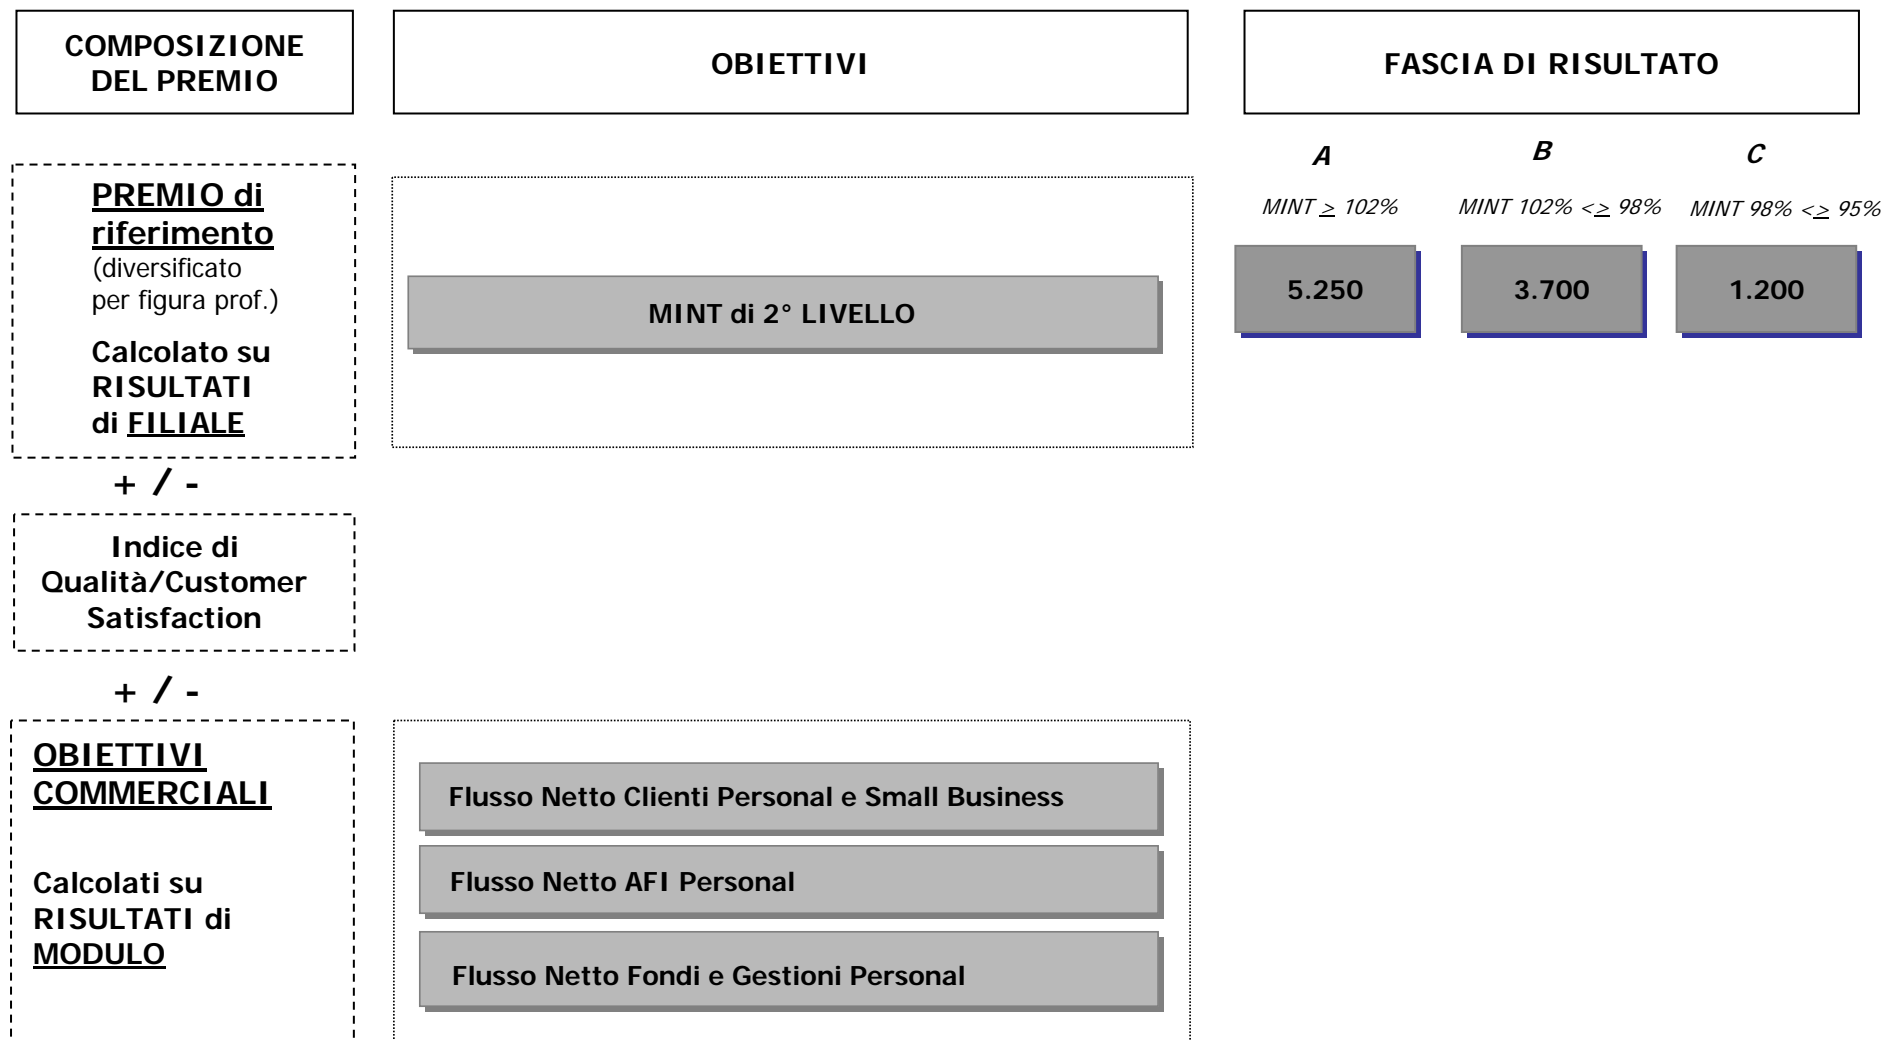 COMPOSIZIONE
DEL PREMIO
OBIETTIVI
FASCIA DI RISULTATO
A
B
C
MINT ≥ 102%
MINT 102% <≥ 98%
MINT 98% <≥ 95%
PREMIO di
riferimento
(diversificato
per figura prof.)
Calcolato su
RISULTATI
di FILIALE
MINT di 2° LIVELLO
5.250
3.700
1.200
+ / -
Indice di
Qualità/Customer
Satisfaction
+ / -
OBIETTIVI
COMMERCIALI
Calcolati su
RISULTATI di
MODULO
Flusso Netto Clienti Personal e Small Business
Flusso Netto AFI Personal
Flusso Netto Fondi e Gestioni Personal